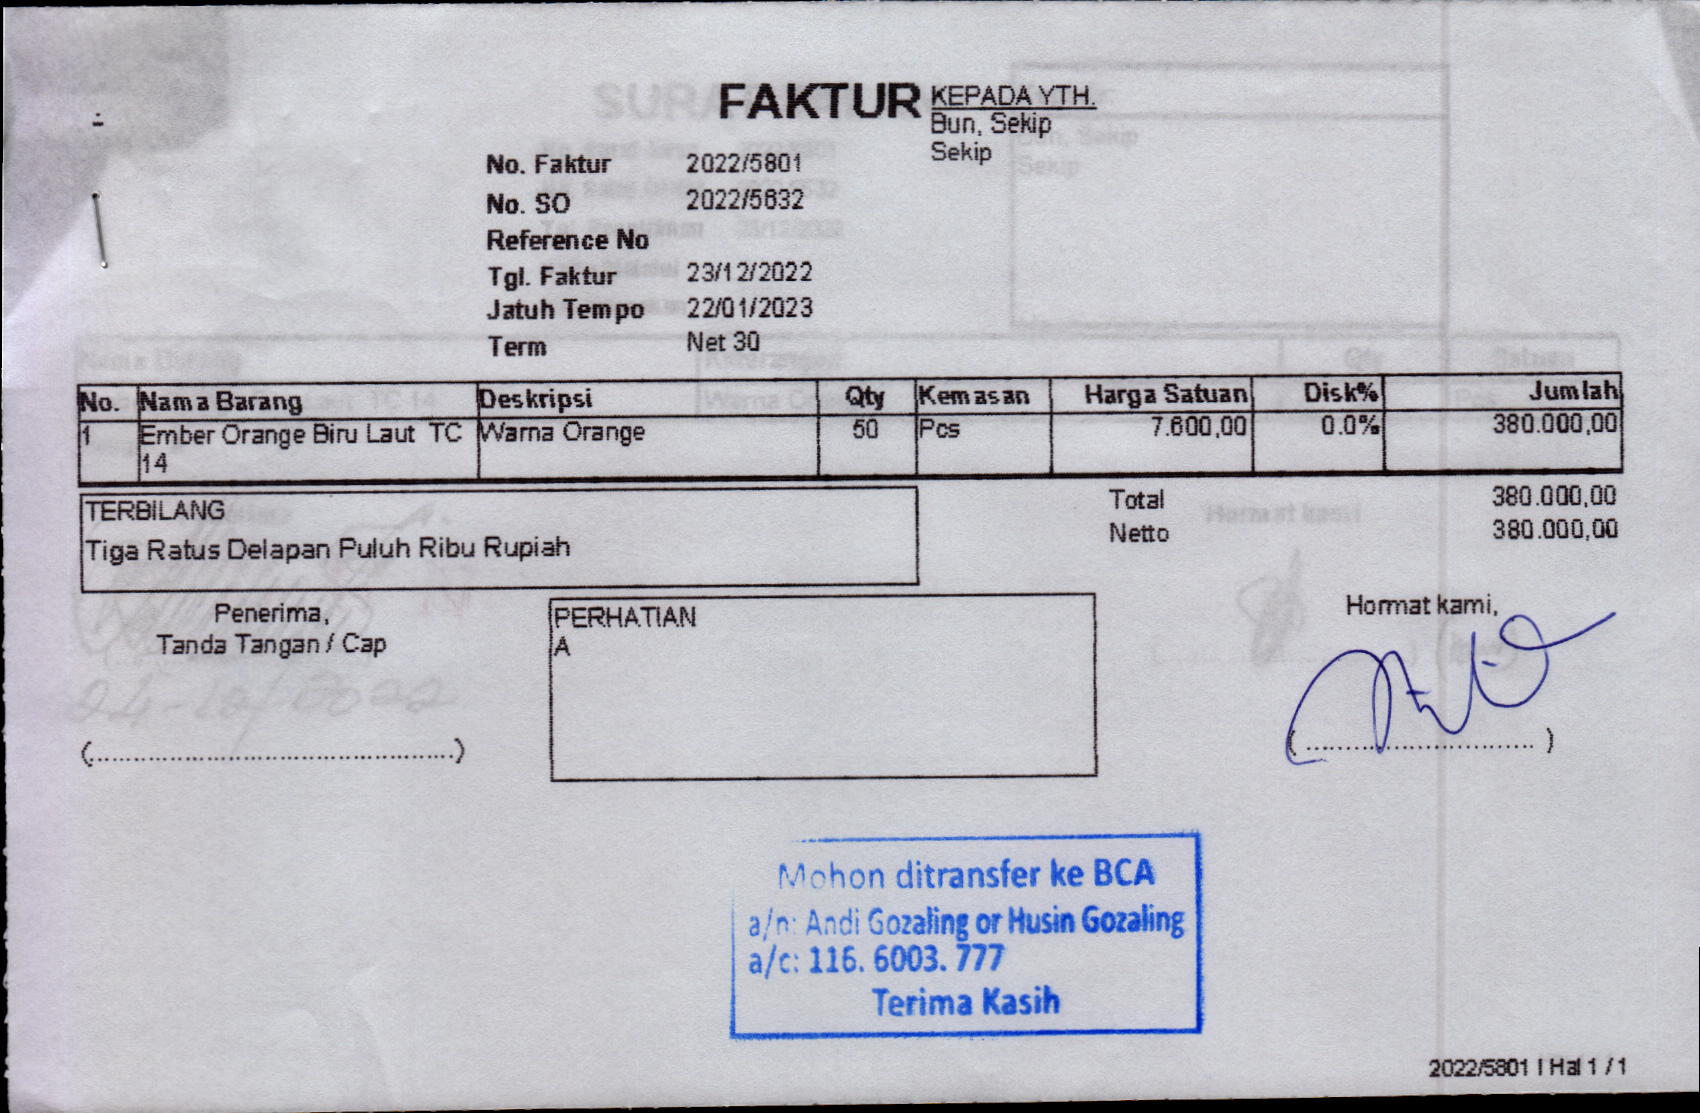 FAKTUR
KEPADA YTH.
Bun, Sekip
Sekip
No. Faktur 2022/5801
No. SO 2022/5632
Reference No
Tgl. Faktur 23/12/2022
Jatuh Tempo 22/01/2023
Term Net 30
No. Nama Barang Deskripsi Qty Kemasan Harga Satuan Disk% Jumlah
1 Ember Orange Biru Laut TC 14 Warna Orange 50 Pcs 7.600,00 0.0% 380.000,00
TERBILANG
Tiga Ratus Delapan Puluh Ribu Rupiah
Total 380.000,00
Netto 380.000,00
Penerima,
Tanda Tangan / Cap
PERHATIAN
A
Hormat kami,
(................................................)
(.............................. )
Mohon ditransfer ke BCA
a/n: Andi Gozaling or Husin Gozaling
a/c: 116. 6003. 777
Terima Kasih
2022/5801 I Hal 1 / 1